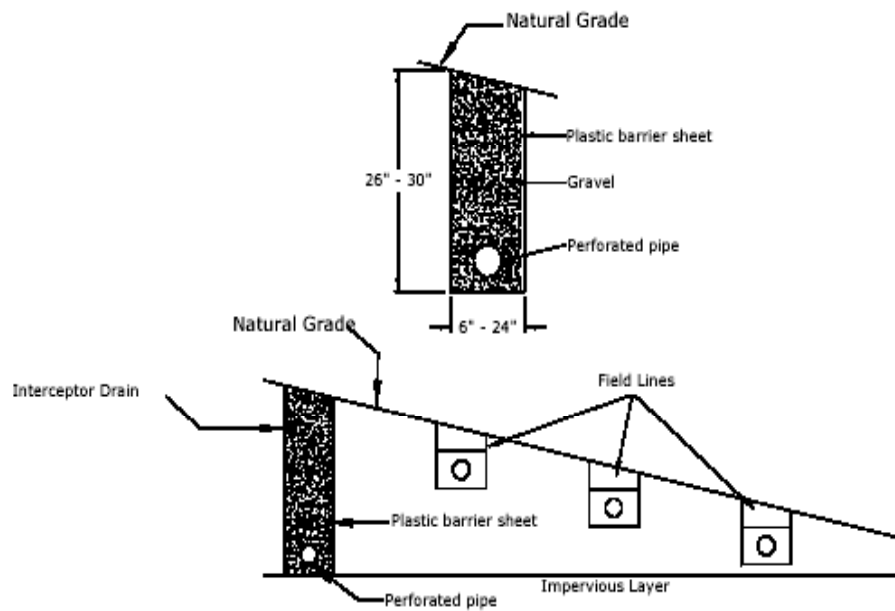 Natural Grade
Plastic barrier sheet
26" - 30"
Gravel
Perforated pipe
6" - 24"
Natural Grade
Interceptor Drain
Field Lines
Plastic barrier sheet
Impervious Layer
Perforated pipe